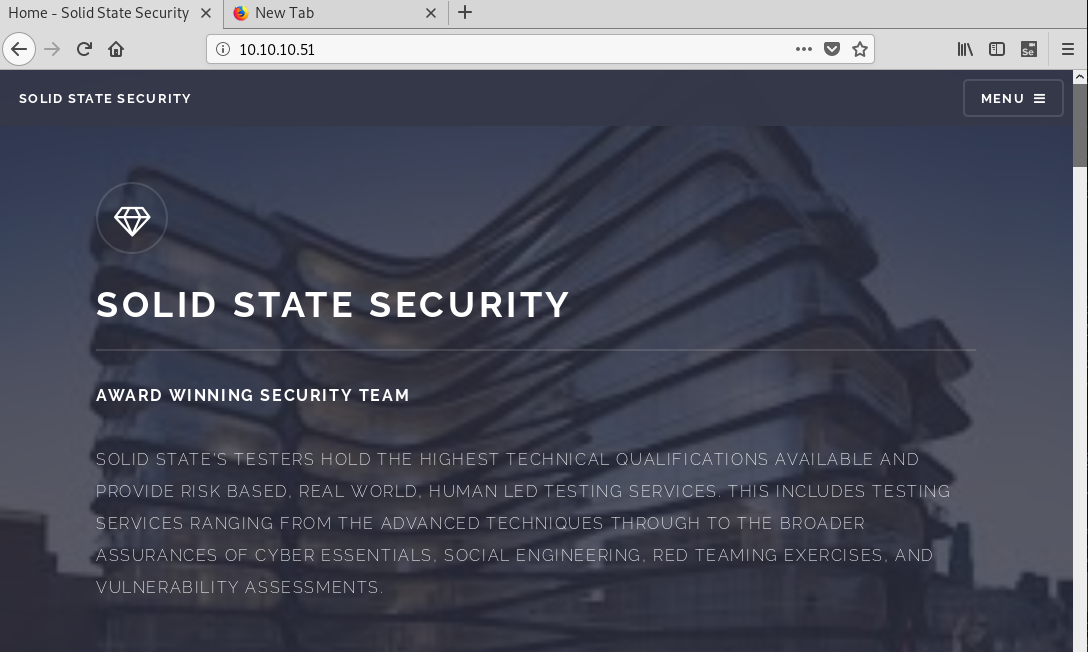 Home - Solid State Security
New Tab
10.10.10.51
Se
SOLID STATE SECURITY
MENU
SOLID STATE SECURITY
AWARD WINNING SECURITY TEAM
SOLID STATE'S TESTERS HOLD THE HIGHEST TECHNICAL QUALIFICATIONS AVAILABLE AND
PROVIDE RISK BASED, REAL WORLD, HUMAN LED TESTING SERVICES. THIS INCLUDES TESTING
SERVICES RANGING FROM THE ADVANCED TECHNIQUES THROUGH TO THE BROADER
ASSURANCES OF CYBER ESSENTIALS, SOCIAL ENGINEERING, RED TEAMING EXERCISES, AND
VULNERABILITY ASSESSMENTS.